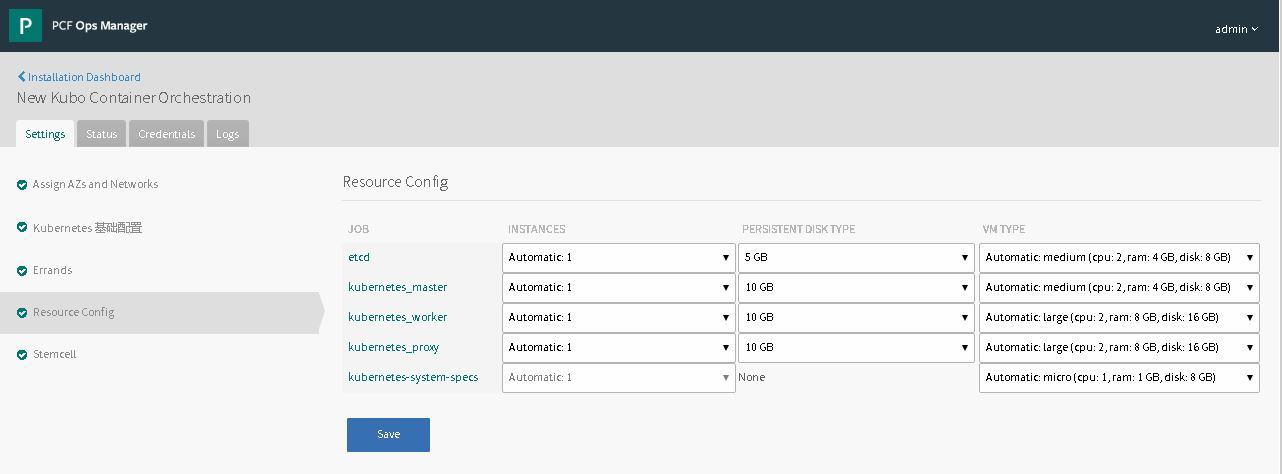 P PCF Ops Manager
admin
Installation Dashboard
New Kubo Container Orchestration
Settings Status Credentials Logs
Assign AZs and Networks
Kubernetes 基础配置
Errands
Resource Config
Stemcell
Resource Config
JOB INSTANCES PERSISTENT DISK TYPE VM TYPE
etcd Automatic: 1 5 GB Automatic: medium (cpu: 2, ram: 4 GB, disk: 8 GB)
kubernetes_master Automatic: 1 10 GB Automatic: medium (cpu: 2, ram: 4 GB, disk: 8 GB)
kubernetes_worker Automatic: 1 10 GB Automatic: large (cpu: 2, ram: 8 GB, disk: 16 GB)
kubernetes_proxy Automatic: 1 10 GB Automatic: large (cpu: 2, ram: 8 GB, disk: 16 GB)
kubernetes-system-specs Automatic: 1 None Automatic: micro (cpu: 1, ram: 1 GB, disk: 8 GB)
Save